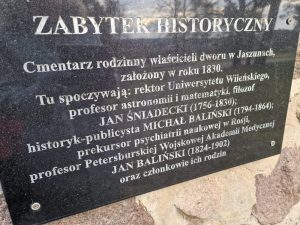 ZABYTEK HISTORYCZNY
Cmentarz rodzinny właścicieli dworu w Jaszunach,
założony w roku 1830.
Tu spoczywają: rektor Uniwersytetu Wileńskiego,
profesor astronomii i matematyki, filozof
JAN ŚNIADECKI (1756-1830);
historyk-publicysta MICHAŁ BALIŃSKI (1794-1864);
prekursor psychiatrii naukowej w Rosji,
profesor Petersburskiej Wojskowej Akademii Medycznej
JAN BALIŃSKI (1824-1902)
oraz członkowie ich rodzin